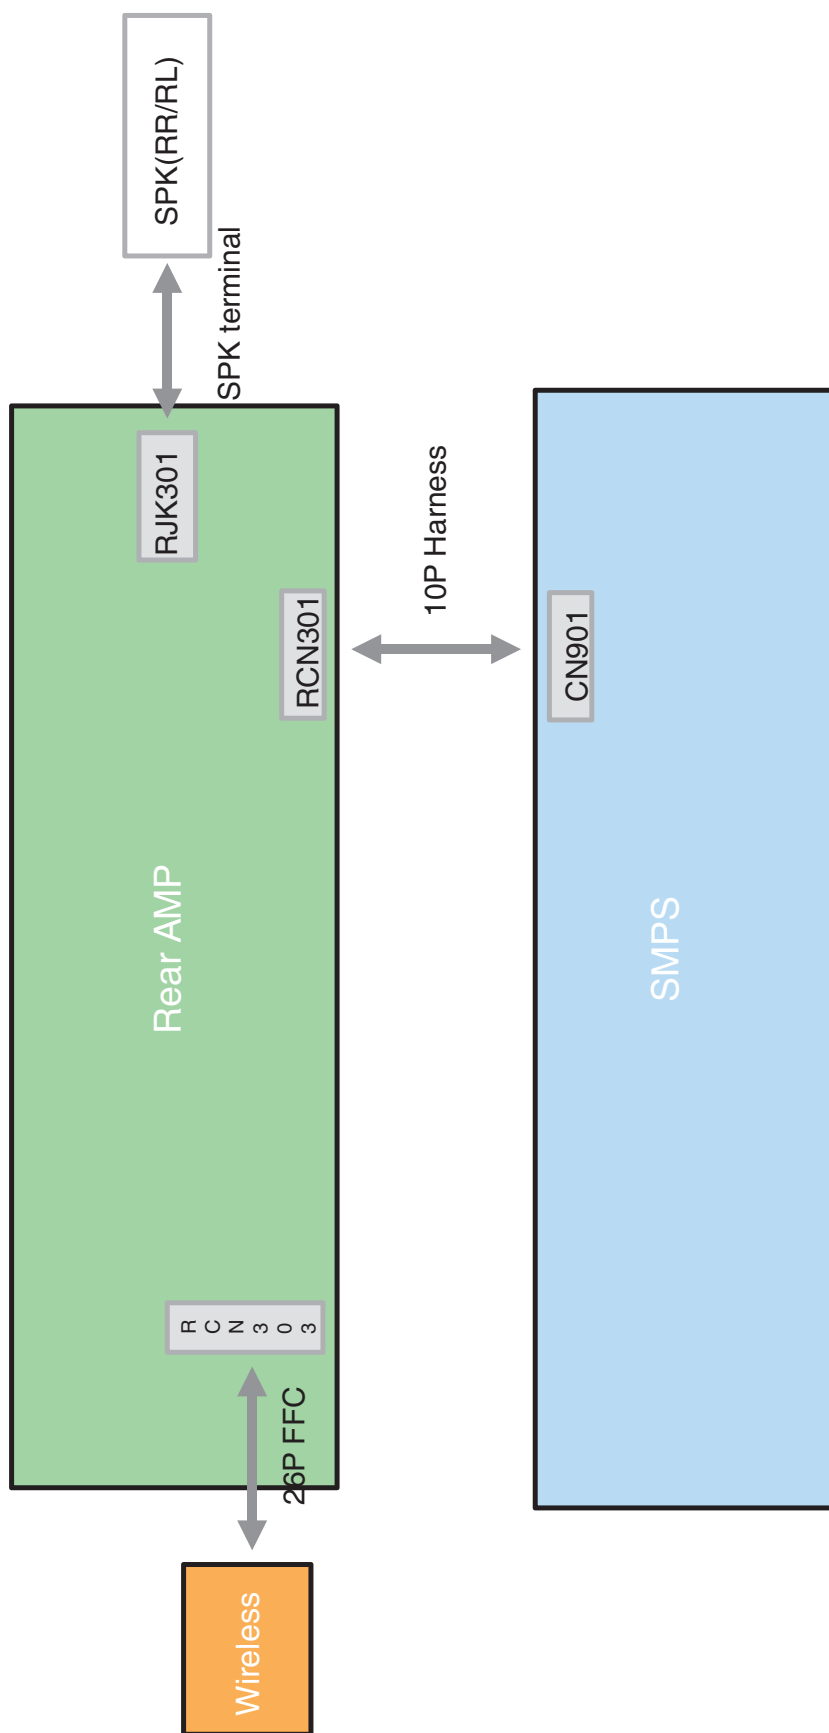 SPK(RR/RL)
SPK terminal
RJK301
RCN301
10P Harness
CN901
Rear AMP
SMPS
RCN303
26P FFC
Wireless